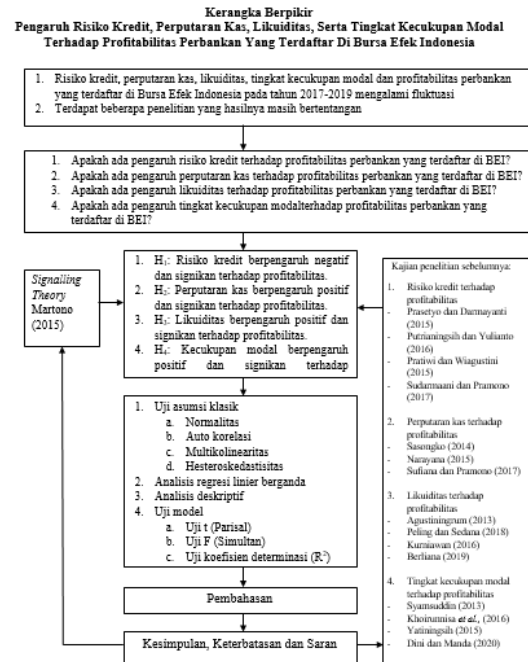 Kerangka Berpikir
Pengaruh Risiko Kredit, Perputaran Kas, Likuiditas, Serta Tingkat Kecukupan Modal
Terhadap Profitabilitas Perbankan Yang Terdaftar Di Bursa Efek Indonesia
1. Risiko kredit, perputaran kas, likuiditas, tingkat kecukupan modal dan profitabilitas perbankan
yang terdaftar di Bursa Efek Indonesia pada tahun 2017-2019 mengalami fluktuasi
2. Terdapat beberapa penelitian yang hasilnya masih bertentangan
1. Apakah ada pengaruh risiko kredit terhadap profitabilitas perbankan yang terdaftar di BEI?
2. Apakah ada pengaruh perputaran kas terhadap profitabilitas perbankan yang terdaftar di BEI?
3. Apakah ada pengaruh likuiditas terhadap profitabilitas perbankan yang terdaftar di BEI?
4. Apakah ada pengaruh tingkat kecukupan modalterhadap profitabilitas perbankan yang
terdaftar di BEI?
Signalling
Theory
Martono
(2015)
1. H₁: Risiko kredit berpengaruh negatif
dan signikan terhadap profitabilitas.
2. H₂: Perputaran kas berpengaruh positif
dan signikan terhadap profitabilitas.
3. H₃: Likuiditas berpengaruh positif dan
signikan terhadap profitabilitas.
4. H₄: Kecukupan modal berpengaruh
positif dan signikan terhadap
Kajian penelitian sebelumnya:
1. Risiko kredit terhadap
profitabilitas
- Prasetyo dan Darmayanti
(2015)
- Putrianingsih dan Yulianto
(2016)
- Pratiwi dan Wiagustini
(2015)
- Sudarmaani dan Pramono
(2017)
2. Perputaran kas terhadap
profitabilitas
- Sasongko (2014)
- Narayana (2015)
- Sufiana dan Pramono (2017)
3. Likuiditas terhadap
profitabilitas
- Agustiningrum (2013)
- Peling dan Sedana (2018)
- Kurniawan (2016)
- Berliana (2019)
4. Tingkat kecukupan modal
terhadap profitabilitas
- Syamsuddin (2013)
- Khoirunnisa et al., (2016)
- Yatiningsih (2015)
- Dini dan Manda (2020)
1. Uji asumsi klasik
a. Normalitas
b. Auto korelasi
c. Multikolinearitas
d. Hesteroskedastisitas
2. Analisis regresi linier berganda
3. Analisis deskriptif
4. Uji model
a. Uji t (Parisal)
b. Uji F (Simultan)
c. Uji koefisien determinasi (R²)
Pembahasan
Kesimpulan, Keterbatasan dan Saran